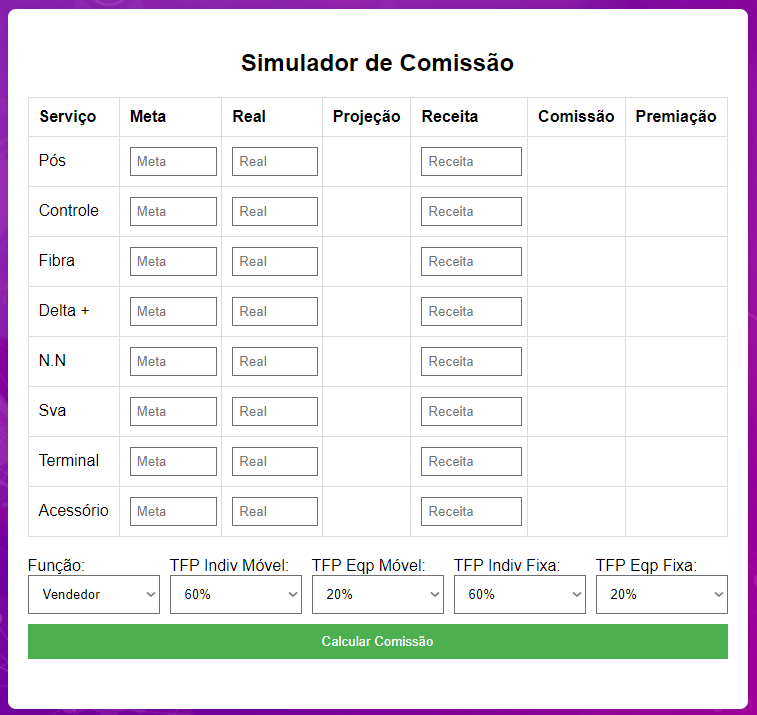 Simulador de Comissão
Serviço Meta Real Projeção Receita Comissão Premiação
Pós Meta Real Receita
Controle Meta Real Receita
Fibra Meta Real Receita
Delta + Meta Real Receita
N.N Meta Real Receita
Sva Meta Real Receita
Terminal Meta Real Receita
Acessório Meta Real Receita
Função: TFP Indiv Móvel: TFP Eqp Móvel: TFP Indiv Fixa: TFP Eqp Fixa:
Vendedor 60% 20% 60% 20%
Calcular Comissão